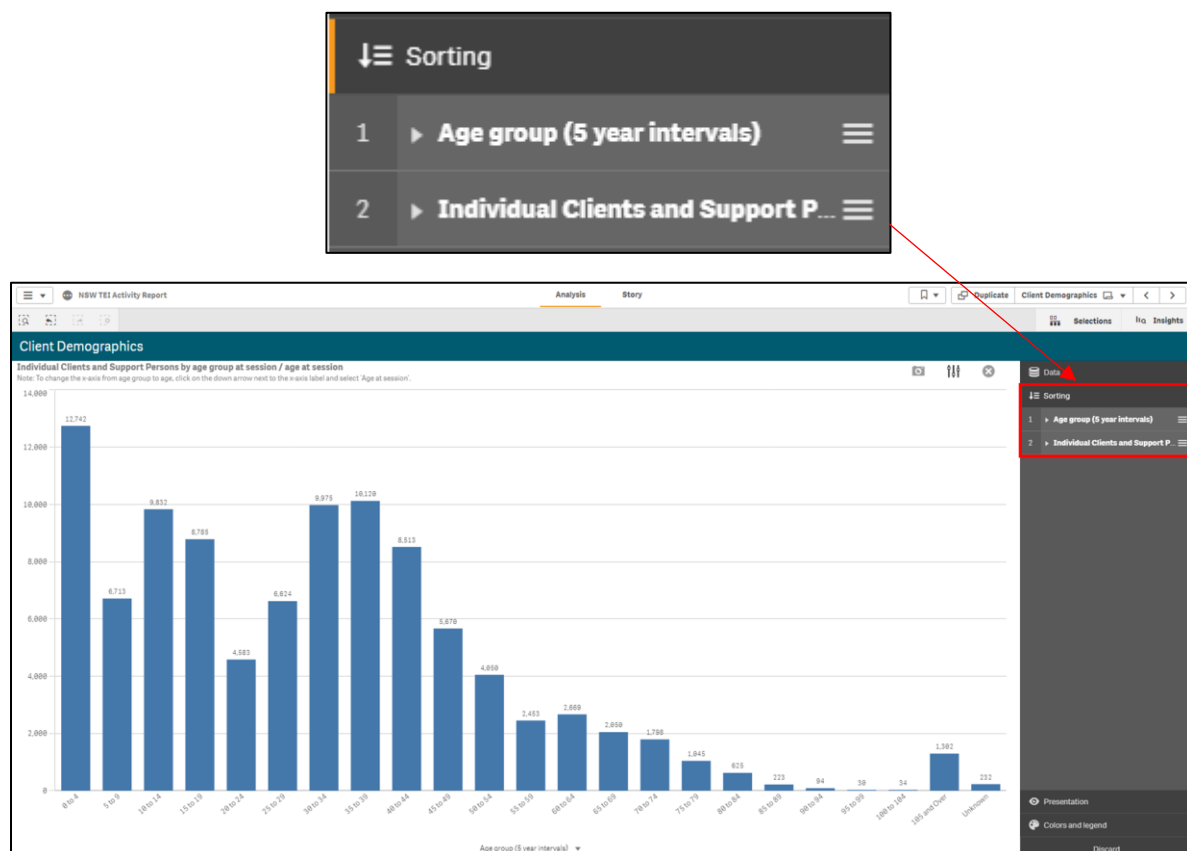 Sorting
1 Age group (5 year intervals)
2 Individual Clients and Support P...
NSW TEI Activity Report
Analysis Story
Duplicate Client Demographics
Selections Insights
Client Demographics
Individual Clients and Support Persons by age group at session / age at session
Note: To change the x-axis from age group to age, click on the down arrow next to the x-axis label and select 'Age at session'.
Data
Sorting
1 Age group (5 year intervals)
2 Individual Clients and Support P...
14,000
12,000
10,000
8,000
6,000
4,000
2,000
0
12,742
6,713
9,832
4,583
6,624
9,975
10,120
8,513
5,670
2,453
1,045
625
223
94
30
34
1,302
232
0 to 4
5 to 9
10 to 14
15 to 19
20 to 24
25 to 29
30 to 34
35 to 39
40 to 44
45 to 49
50 to 54
55 to 59
60 to 64
65 to 69
70 to 74
75 to 79
80 to 84
85 to 89
90 to 94
95 to 99
100 to 104
105 and Over
Unknown
Age group (5 year intervals)
Presentation
Colors and legend
Discard